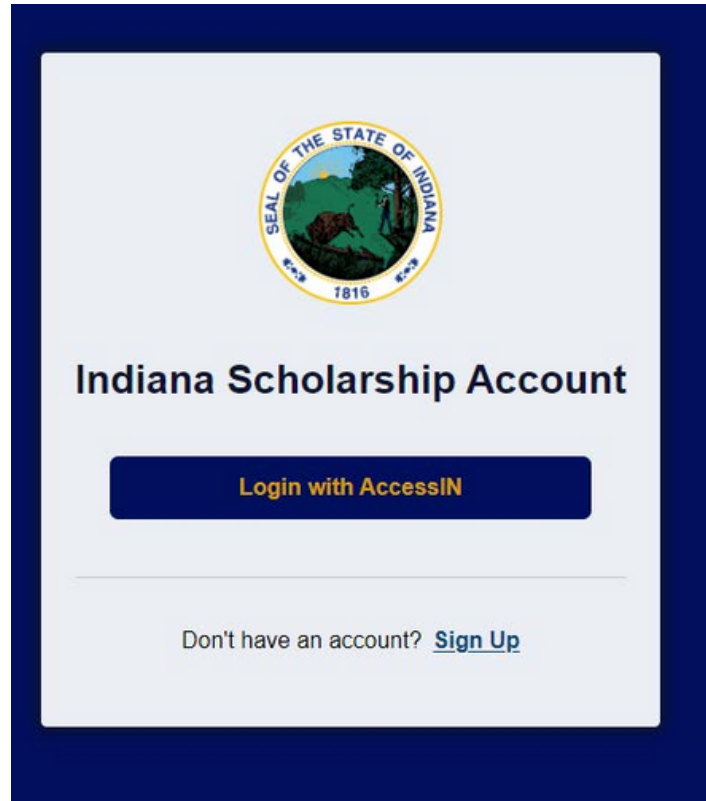 SEAL OF THE STATE OF INDIANA
1816
Indiana Scholarship Account
Login with AccessIN
Don't have an account? Sign Up